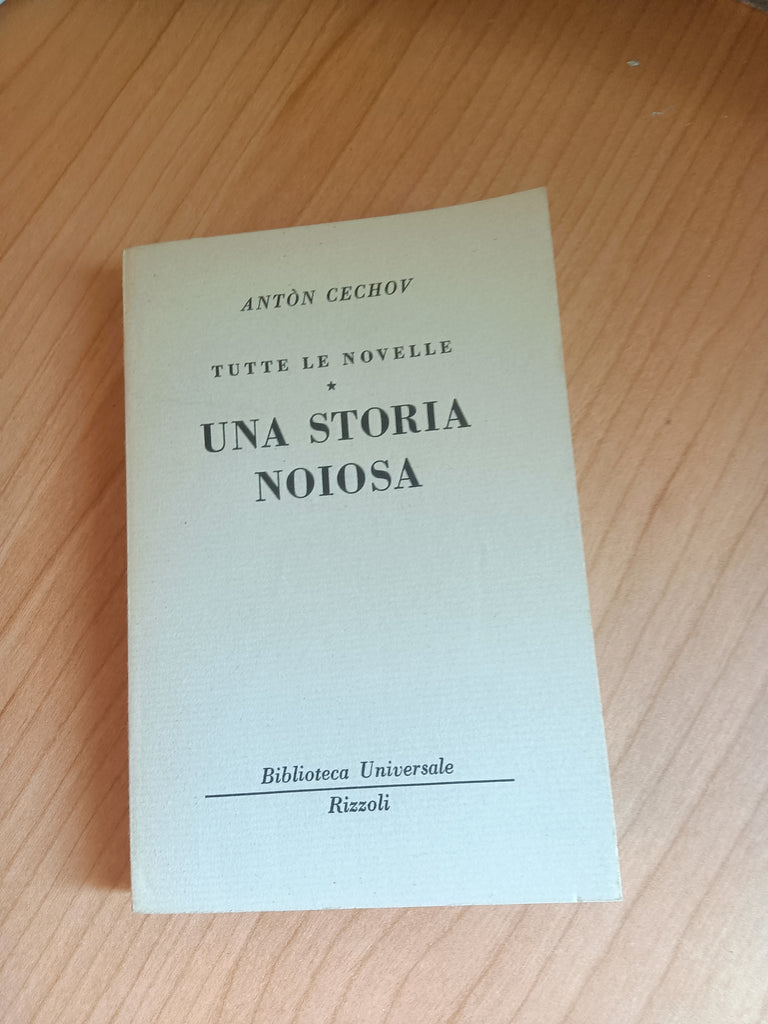 ANTÒN CECHOV
TUTTE LE NOVELLE
★
UNA STORIA
NOIOSA
Biblioteca Universale
Rizzoli